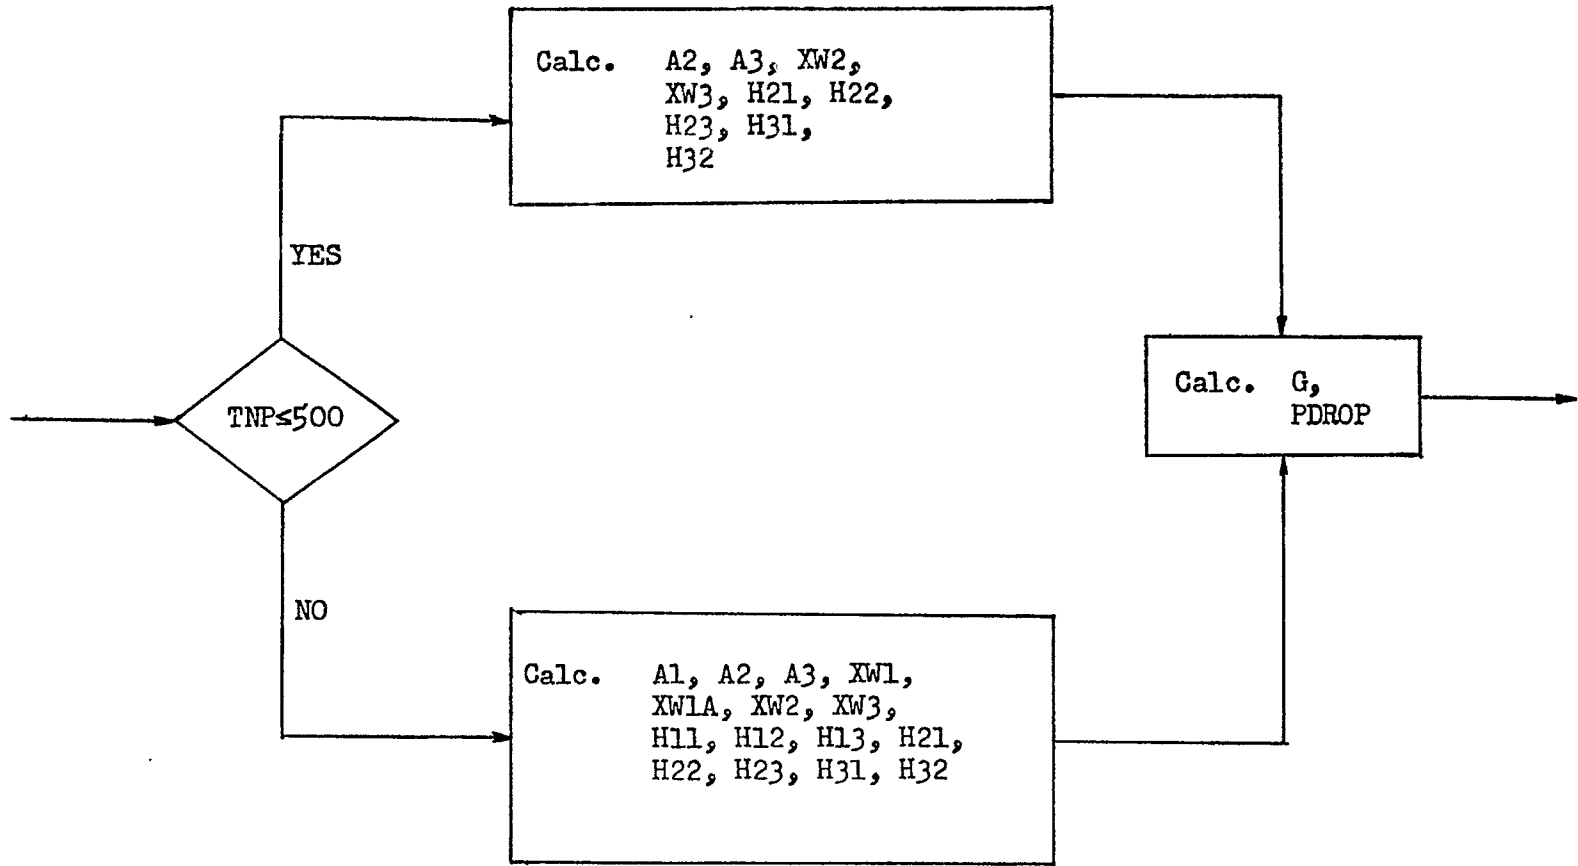 Calc. A2, A3, XW2,
XW3, H21, H22,
H23, H31,
H32
YES
TNP≤500
Calc. G,
PDROP
NO
Calc. A1, A2, A3, XW1,
XW1A, XW2, XW3,
H11, H12, H13, H21,
H22, H23, H31, H32